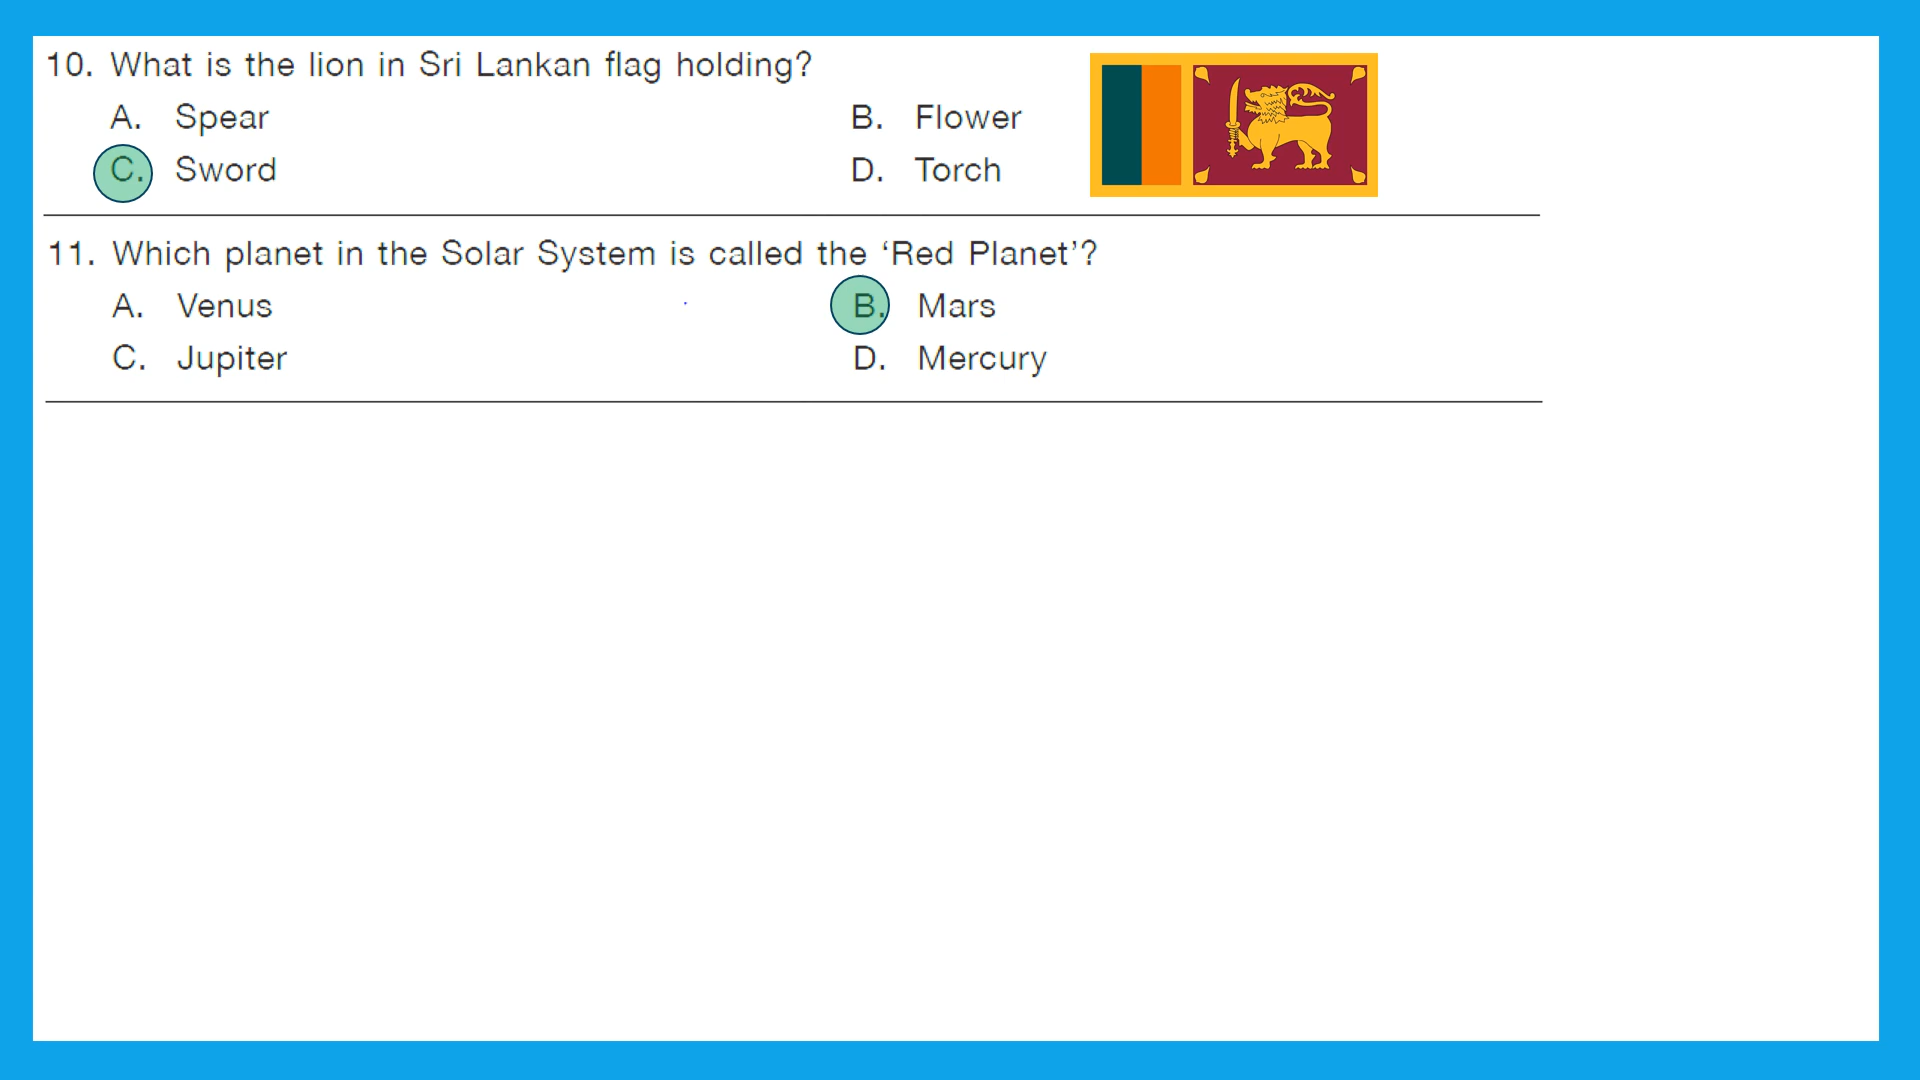 10. What is the lion in Sri Lankan flag holding?
A. Spear B. Flower
C. Sword D. Torch
11. Which planet in the Solar System is called the ‘Red Planet’?
A. Venus B. Mars
C. Jupiter D. Mercury